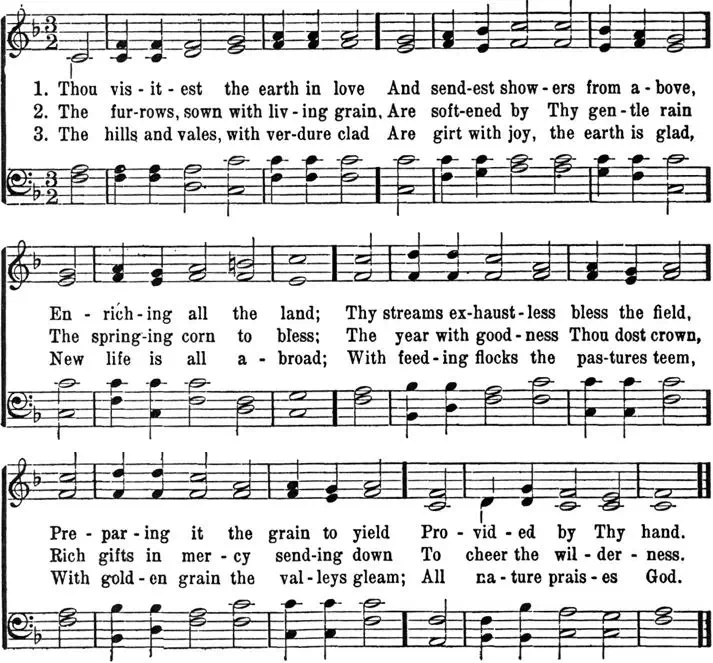 3 2
1. Thou vis - it - est the earth in love And send-est show - ers from a - bove,
2. The fur-rows, sown with liv - ing grain, Are soft-ened by Thy gen - tle rain
3. The hills and vales, with ver-dure clad Are girt with joy, the earth is glad,
3 2
En - rich - ing all the land; Thy streams ex-haust - less bless the field,
The spring-ing corn to bless; The year with good - ness Thou dost crown,
New life is all a - broad; With feed - ing flocks the pas-tures teem,
Pre - par - ing it the grain to yield Pro - vid - ed by Thy hand.
Rich gifts in mer - cy send-ing down To cheer the wil - der - ness.
With gold - en grain the val - leys gleam; All na - ture prais - es God.